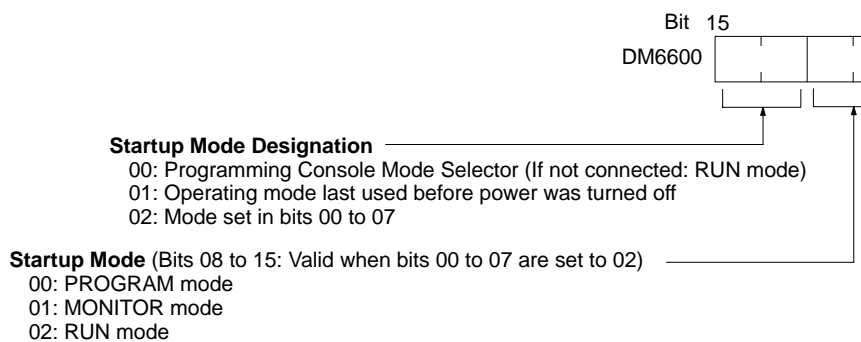 Bit 15
DM6600
Startup Mode Designation
00: Programming Console Mode Selector (If not connected: RUN mode)
01: Operating mode last used before power was turned off
02: Mode set in bits 00 to 07
Startup Mode (Bits 08 to 15: Valid when bits 00 to 07 are set to 02)
00: PROGRAM mode
01: MONITOR mode
02: RUN mode